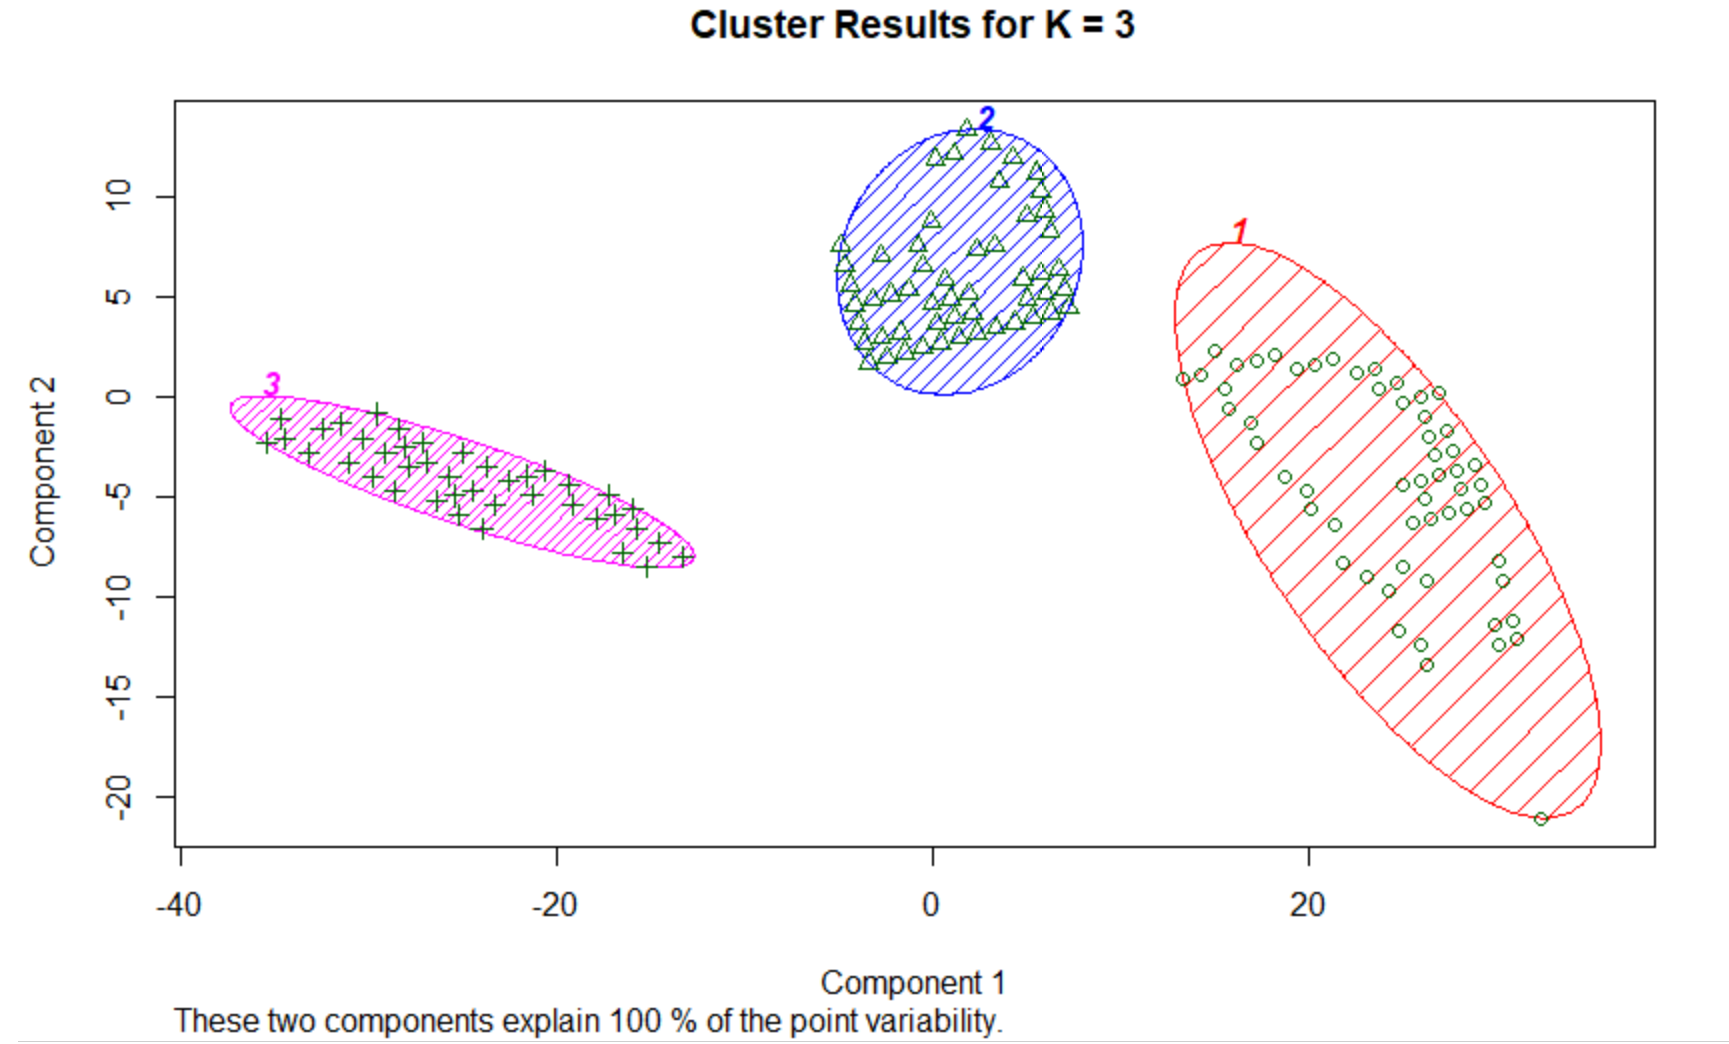 Cluster Results for K = 3
2
1
3
10
5
0
-5
-10
-15
-20
Component 2
-40 -20 0 20
Component 1
These two components explain 100 % of the point variability.